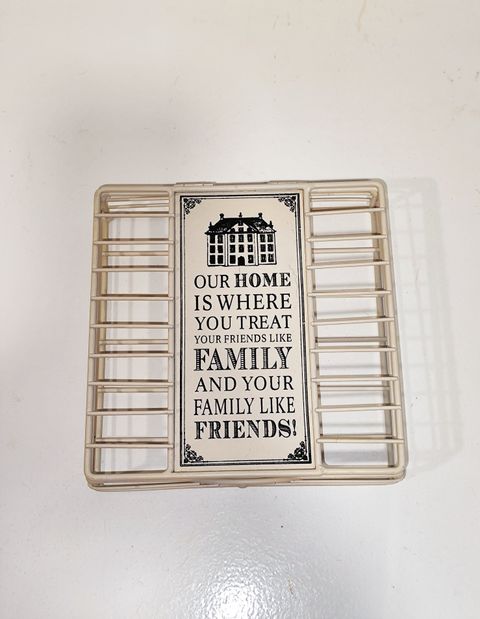 OUR HOME
IS WHERE
YOU TREAT
YOUR FRIENDS LIKE
FAMILY
AND YOUR
FAMILY LIKE
FRIENDS!